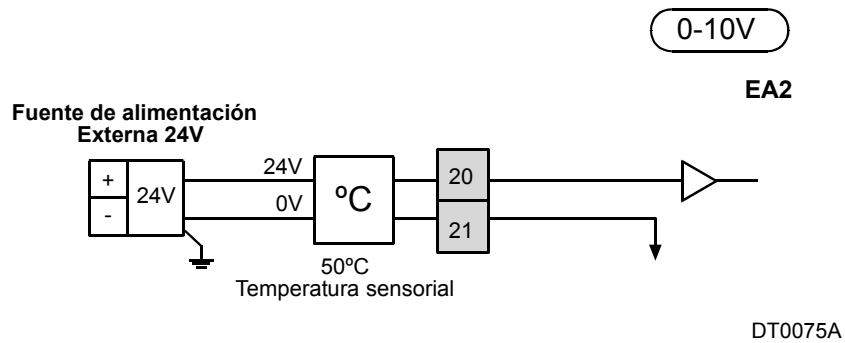 0-10V
EA2
Fuente de alimentación
Externa 24V
+
-
24V
24V
0V
ºC
20
21
50ºC
Temperatura sensorial
DT0075A